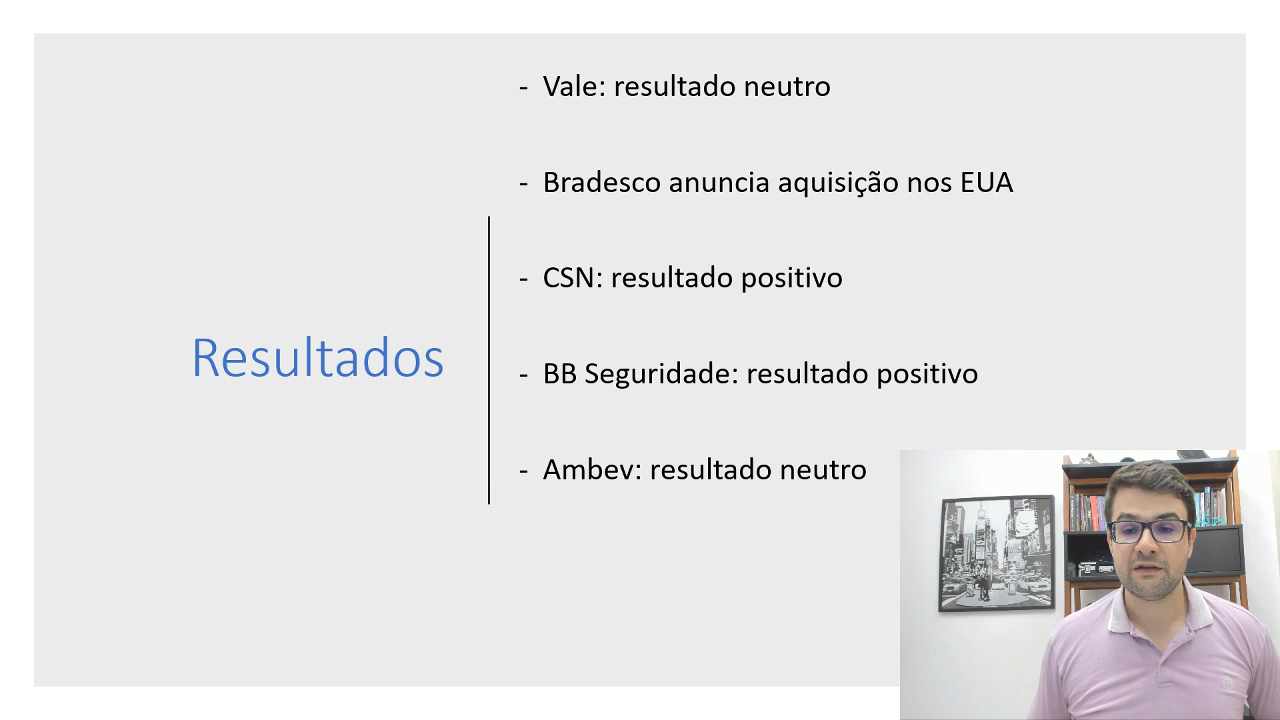 - Vale: resultado neutro
- Bradesco anuncia aquisição nos EUA
- CSN: resultado positivo
Resultados
- BB Seguridade: resultado positivo
- Ambev: resultado neutro